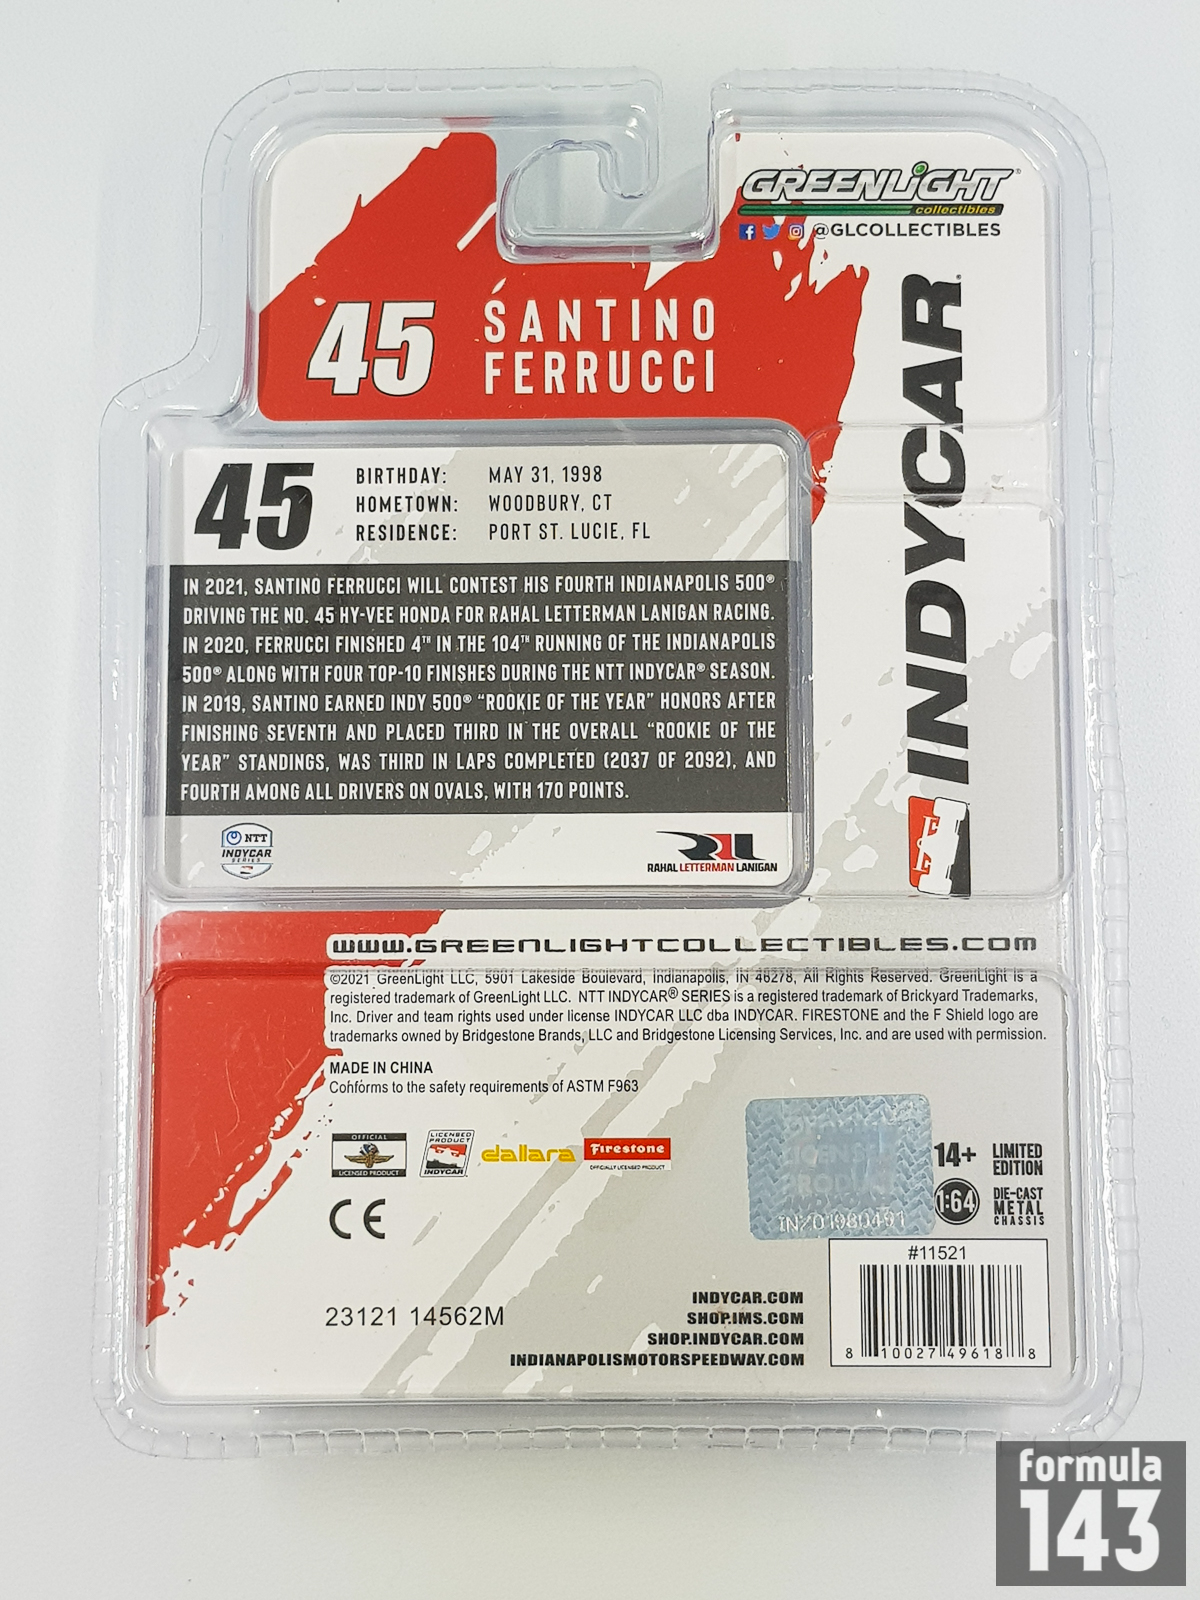 GREENLiGHT
collectibles
@GLCOLLECTIBLES
45 SANTINO
FERRUCCI
INDYCAR
45
BIRTHDAY: MAY 31, 1998
HOMETOWN: WOODBURY, CT
RESIDENCE: PORT ST. LUCIE, FL
IN 2021, SANTINO FERRUCCI WILL CONTEST HIS FOURTH INDIANAPOLIS 500®
DRIVING THE NO. 45 HY-VEE HONDA FOR RAHAL LETTERMAN LANIGAN RACING.
IN 2020, FERRUCCI FINISHED 4TH IN THE 104TH RUNNING OF THE INDIANAPOLIS
500® ALONG WITH FOUR TOP-10 FINISHES DURING THE NTT INDYCAR® SEASON.
IN 2019, SANTINO EARNED INDY 500® “ROOKIE OF THE YEAR” HONORS AFTER
FINISHING SEVENTH AND PLACED THIRD IN THE OVERALL “ROOKIE OF THE
YEAR” STANDINGS, WAS THIRD IN LAPS COMPLETED (2037 OF 2092), AND
FOURTH AMONG ALL DRIVERS ON OVALS, WITH 170 POINTS.
NTT
INDYCAR
SERIES
RLL
RAHAL LETTERMAN LANIGAN
www.GREENLIGHTCOLLECTIBLES.COM
©2021 GreenLight LLC, 5901 Lakeside Boulevard, Indianapolis, IN 46278, All Rights Reserved. GreenLight is a
registered trademark of GreenLight LLC. NTT INDYCAR® SERIES is a registered trademark of Brickyard Trademarks,
Inc. Driver and team rights used under license INDYCAR LLC dba INDYCAR. FIRESTONE and the F Shield logo are
trademarks owned by Bridgestone Brands, LLC and Bridgestone Licensing Services, Inc. and are used with permission.
MADE IN CHINA
Conforms to the safety requirements of ASTM F963
OFFICIAL
LICENSED PRODUCT
LICENSED
PRODUCT
INDYCAR
dallara
Firestone
OFFICIALLY LICENSED PRODUCT
CE
INZ01980491
14+ LIMITED
EDITION
1:64 DIE-CAST
METAL
CHASSIS
#11521
8 10027 49618 8
23121 14562M
INDYCAR.COM
SHOP.IMS.COM
SHOP.INDYCAR.COM
INDIANAPOLISMOTORSPEEDWAY.COM
formula
143